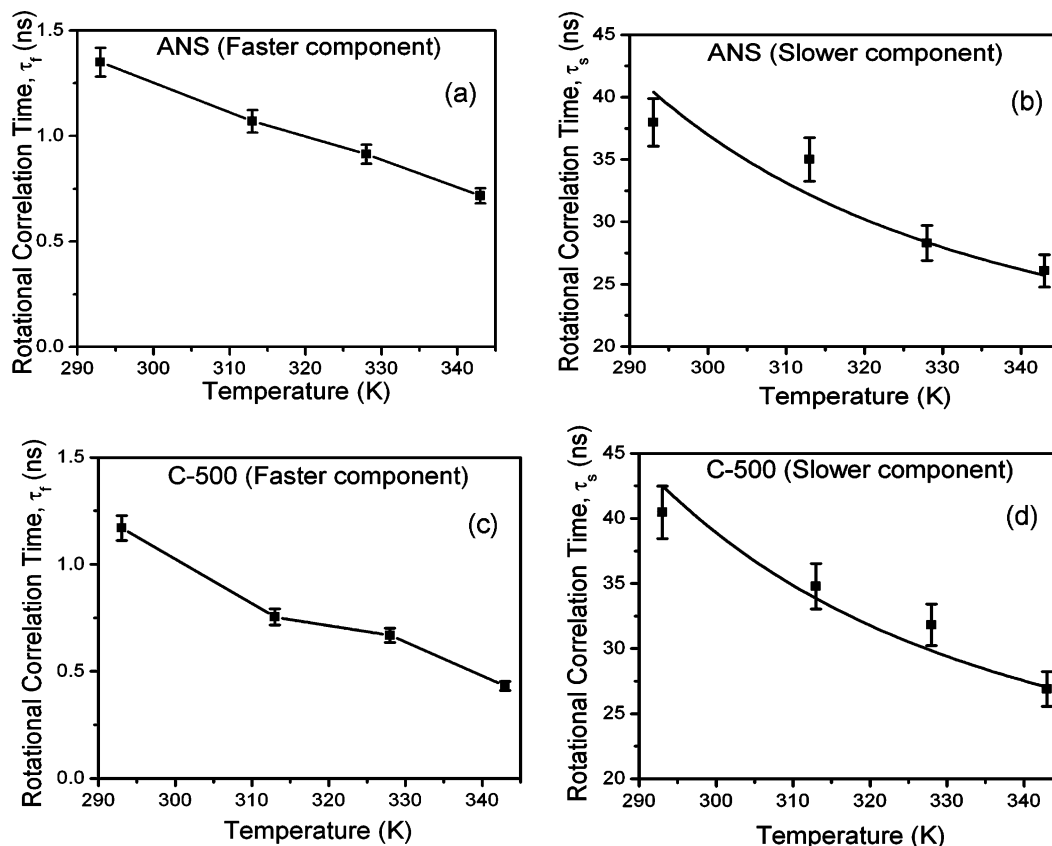 ANS (Faster component)
(a)
Rotational Correlation Time, τf (ns)
1.5
1.0
0.5
0.0
290 300 310 320 330 340
Temperature (K)
ANS (Slower component)
(b)
Rotational Correlation Time, τs (ns)
45
40
35
30
25
20
290 300 310 320 330 340
Temperature (K)
C-500 (Faster component)
(c)
Rotational Correlation Time, τf (ns)
1.5
1.0
0.5
0.0
290 300 310 320 330 340
Temperature (K)
C-500 (Slower component)
(d)
Rotational Correlation Time, τs (ns)
45
40
35
30
25
20
290 300 310 320 330 340
Temperature (K)